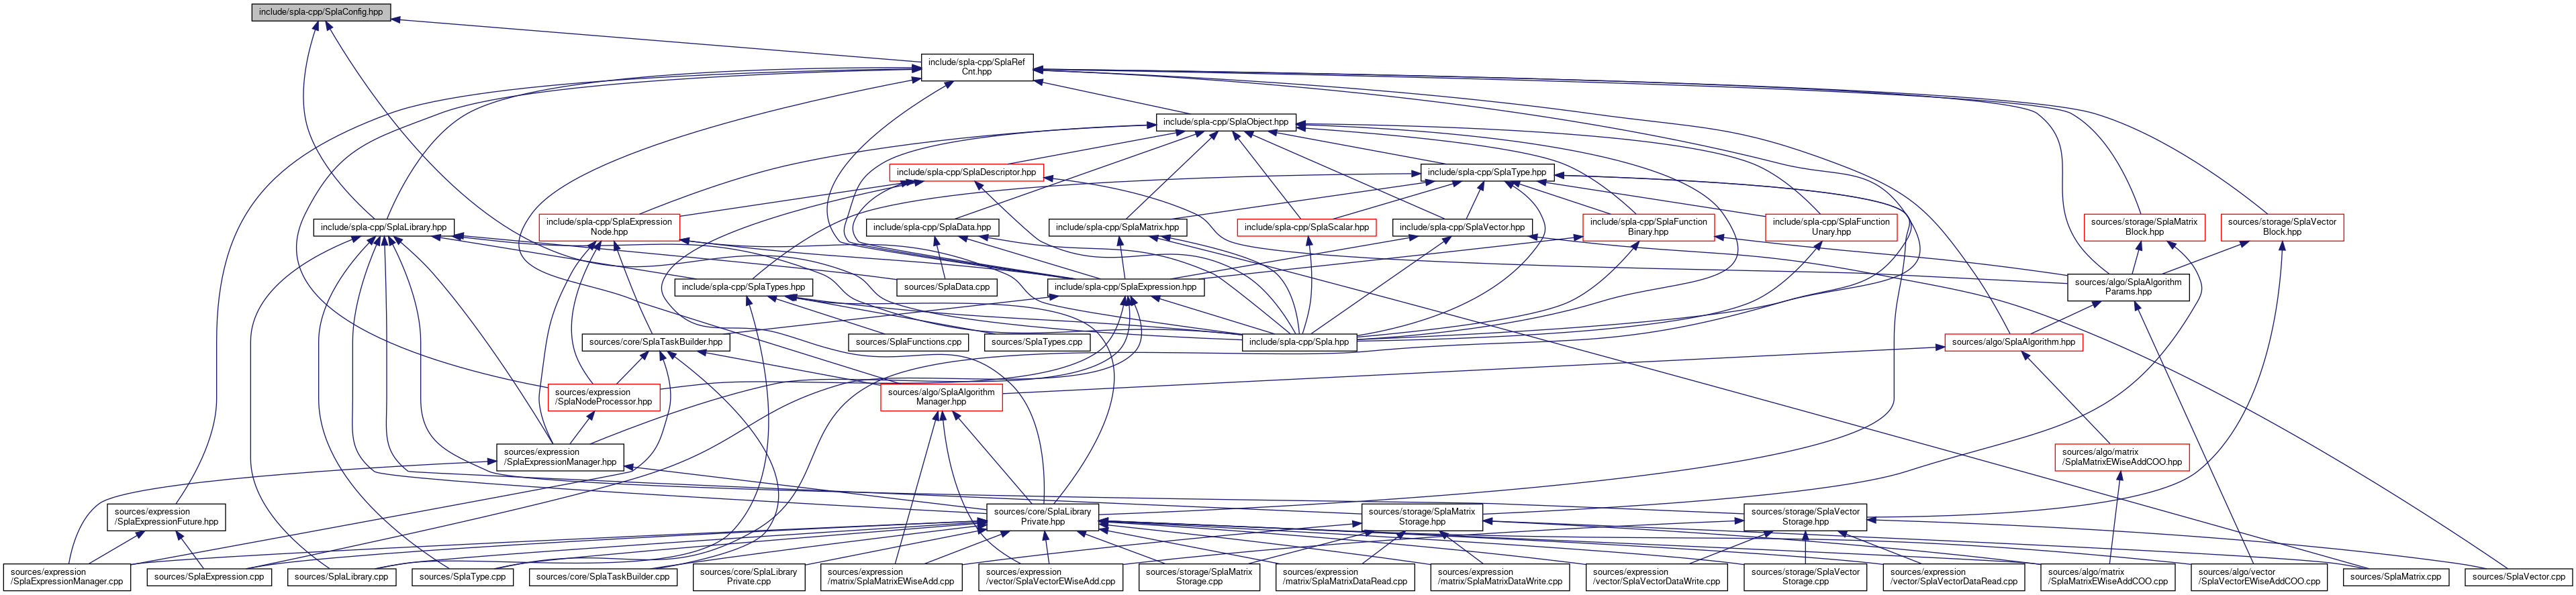 include/spla-cpp/SplaConfig.hpp
include/spla-cpp/SplaRef
Cnt.hpp
include/spla-cpp/SplaObject.hpp
include/spla-cpp/SplaDescriptor.hpp
include/spla-cpp/SplaType.hpp
include/spla-cpp/SplaLibrary.hpp
include/spla-cpp/SplaExpression
Node.hpp
include/spla-cpp/SplaData.hpp
include/spla-cpp/SplaMatrix.hpp
include/spla-cpp/SplaScalar.hpp
include/spla-cpp/SplaVector.hpp
include/spla-cpp/SplaFunction
Binary.hpp
include/spla-cpp/SplaFunction
Unary.hpp
sources/storage/SplaMatrix
Block.hpp
sources/storage/SplaVector
Block.hpp
include/spla-cpp/SplaTypes.hpp
sources/SplaData.cpp
include/spla-cpp/SplaExpression.hpp
sources/algo/SplaAlgorithm
Params.hpp
sources/core/SplaTaskBuilder.hpp
sources/SplaFunctions.cpp
sources/SplaTypes.cpp
include/spla-cpp/Spla.hpp
sources/algo/SplaAlgorithm.hpp
sources/expression
/SplaNodeProcessor.hpp
sources/algo/SplaAlgorithm
Manager.hpp
sources/expression
/SplaExpressionManager.hpp
sources/algo/matrix
/SplaMatrixEWiseAddCOO.hpp
sources/expression
/SplaExpressionFuture.hpp
sources/core/SplaLibrary
Private.hpp
sources/storage/SplaMatrix
Storage.hpp
sources/storage/SplaVector
Storage.hpp
sources/expression
/SplaExpressionManager.cpp
sources/SplaExpression.cpp
sources/SplaLibrary.cpp
sources/SplaType.cpp
sources/core/SplaTaskBuilder.cpp
sources/core/SplaLibrary
Private.cpp
sources/expression
/matrix/SplaMatrixEWiseAdd.cpp
sources/expression
/vector/SplaVectorEWiseAdd.cpp
sources/storage/SplaMatrix
Storage.cpp
sources/expression
/matrix/SplaMatrixDataRead.cpp
sources/expression
/matrix/SplaMatrixDataWrite.cpp
sources/expression
/vector/SplaVectorDataWrite.cpp
sources/storage/SplaVector
Storage.cpp
sources/expression
/vector/SplaVectorDataRead.cpp
sources/algo/matrix
/SplaMatrixEWiseAddCOO.cpp
sources/algo/vector
/SplaVectorEWiseAddCOO.cpp
sources/SplaMatrix.cpp
sources/SplaVector.cpp